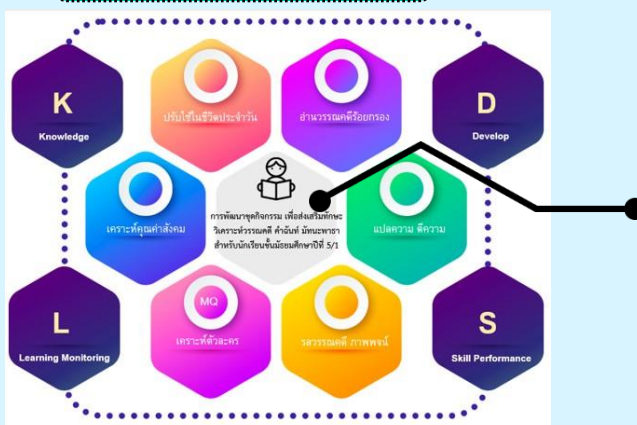 K
Knowledge
ปรับใช้ในชีวิตประจำวัน
อ่านวรรณคดีร้อยกรอง
D
Develop
เคราะห์คุณค่าสังคม
การพัฒนาชุดกิจกรรม เพื่อส่งเสริมทักษะ
วิเคราะห์วรรณคดี คำฉันท์ มัทนะพาธา
สำหรับนักเรียนชั้นมัธยมศึกษาปีที่ 5/1
แปลความ ตีความ
L
Learning Monitoring
MQ
เคราะห์ตัวละคร
รสวรรณคดี ภาพพจน์
S
Skill Performance